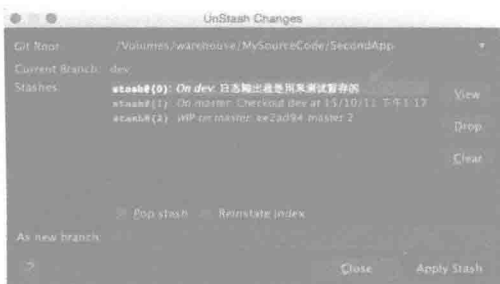 UnStash Changes
Git Root: /Volumes/warehouse/MySourceCode/SecondApp
Current Branch: dev
Stashes:
stash@{0}: On dev: 日志输出我是用来测试暂存的
stash@{1}: On master: Checkout dev at 15/10/11 下午1:17
stash@{2}: WIP on master: ee2ad94 master 2
View
Drop
Clear
Pop stash Reinstate Index
As new branch:
?
Close Apply Stash